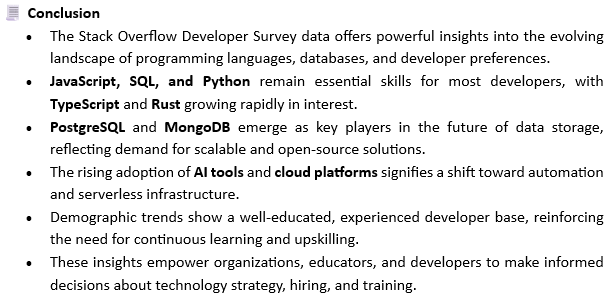 Conclusion
• The Stack Overflow Developer Survey data offers powerful insights into the evolving
landscape of programming languages, databases, and developer preferences.
• JavaScript, SQL, and Python remain essential skills for most developers, with
TypeScript and Rust growing rapidly in interest.
• PostgreSQL and MongoDB emerge as key players in the future of data storage,
reflecting demand for scalable and open-source solutions.
• The rising adoption of AI tools and cloud platforms signifies a shift toward automation
and serverless infrastructure.
• Demographic trends show a well-educated, experienced developer base, reinforcing
the need for continuous learning and upskilling.
• These insights empower organizations, educators, and developers to make informed
decisions about technology strategy, hiring, and training.